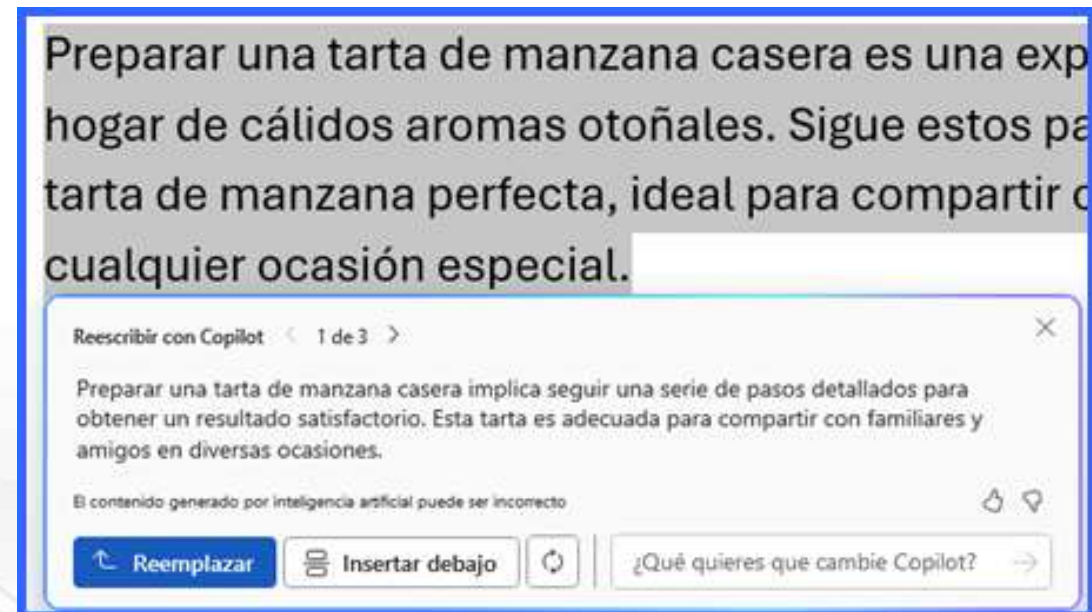 Preparar una tarta de manzana casera es una exp
hogar de cálidos aromas otoñales. Sigue estos pa
tarta de manzana perfecta, ideal para compartir c
cualquier ocasión especial.
Reescribir con Copilot 1 de 3
Preparar una tarta de manzana casera implica seguir una serie de pasos detallados para
obtener un resultado satisfactorio. Esta tarta es adecuada para compartir con familiares y
amigos en diversas ocasiones.
El contenido generado por inteligencia artificial puede ser incorrecto
Reemplazar Insertar debajo ¿Qué quieres que cambie Copilot?